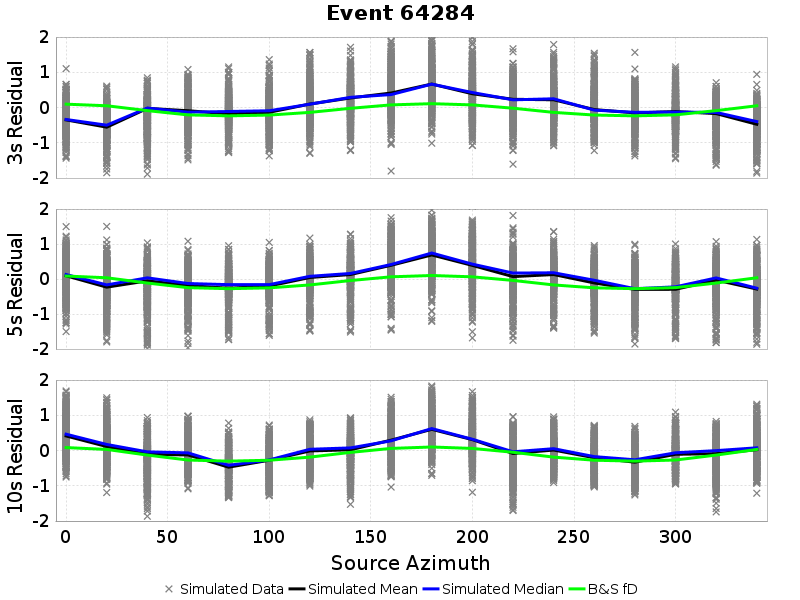 Event 64284
3s Residual
2
1
0
-1
-2
5s Residual
2
1
0
-1
-2
10s Residual
2
1
0
-1
-2
0 50 100 150 200 250 300
Source Azimuth
Simulated Data Simulated Mean Simulated Median B&S fD